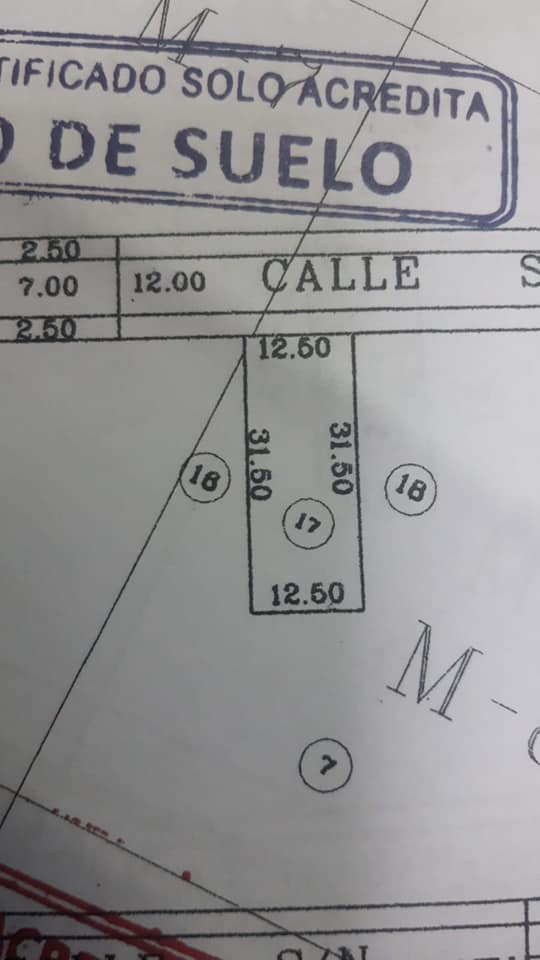 M
TIFICADO SOLO ACREDITA
O DE SUELO
2.50
7.00
12.00
CALLE S
2.50
12.50
31.50
31.50
18
18
17
12.50
M-
7
S/N